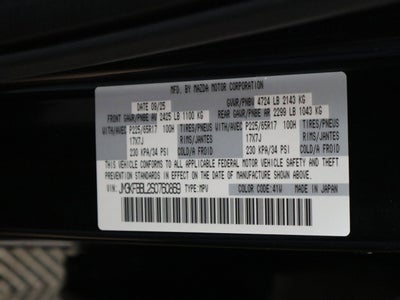 MFD. BY MAZDA MOTOR CORPORATION
DATE 09/25 GVWR/PNBV 4724 LB 2143 KG
FRONT GAWR/PNBE AV 2425 LB 1100 KG GAWR/PNBE AR 2299 LB 1043 KG
WITH/AVEC P225/65R17 100H TIRES/PNEUS WITH/AVEC P225/65R17 100H TIRES/PNEUS
17X7J RIMS/JANTES 17X7J RIMS/JANTES
230 KPA/34 PSI COLD/A FROID 230 KPA/34 PSI COLD/A FROID
THIS VEHICLE CONFORMS TO ALL APPLICABLE FEDERAL MOTOR VEHICLE SAFETY AND THEFT
PREVENTION STANDARDS IN EFFECT ON THE DATE OF MANUFACTURE SHOWN ABOVE.
TYPE:MPV COLOR CODE:41W MADE IN JAPAN